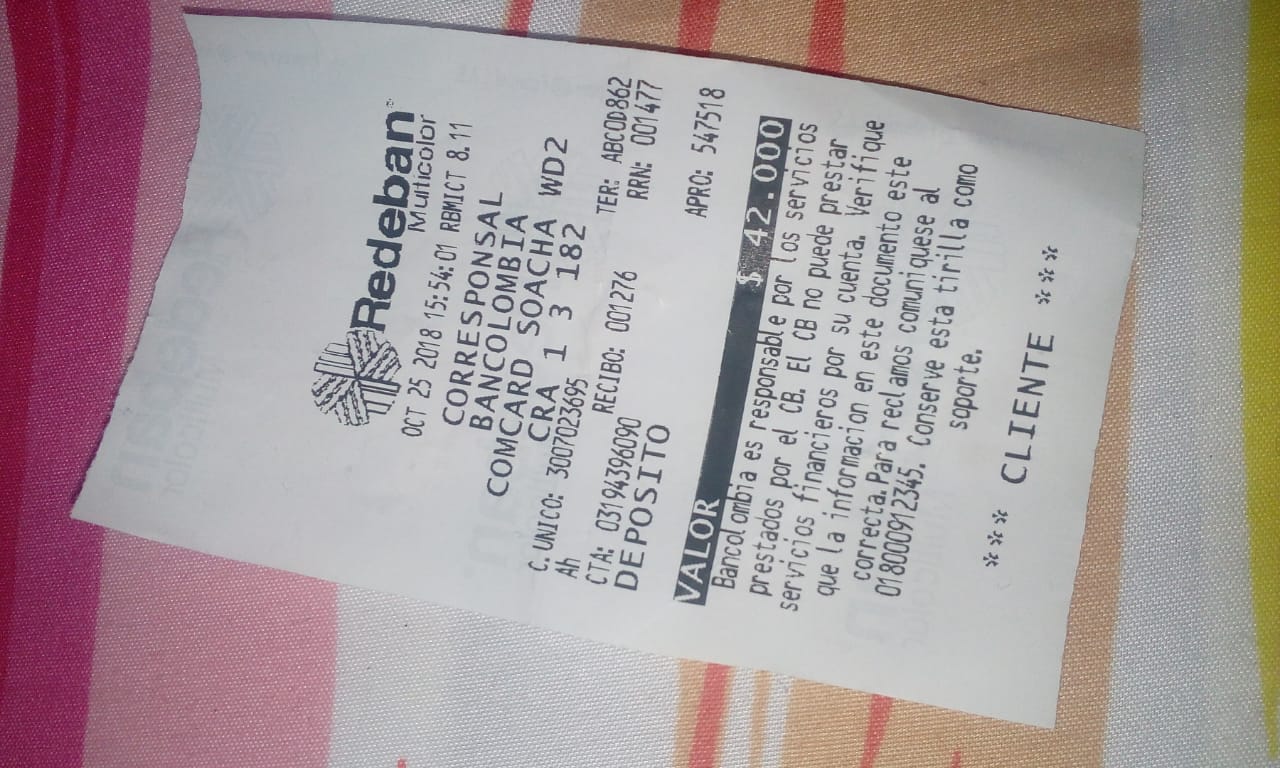 Redeban
Multicolor
OCT 25 2018 15:54:01 RBMICT 8.11
CORRESPONSAL
BANCOLOMBIA
COMCARD SOACHA WD2
CRA 1 3 182
C. UNICO: 3007023695 TER: ABCOD862
Ah
CTA: 03194396090 RECIBO: 001276 RRN: 001477
DEPOSITO APRO: 547518
VALOR $ 42.000
Bancolombia es responsable por los servicios
prestados por el CB. El CB no puede prestar
servicios financieros por su cuenta. Verifique
que la informacion en este documento este
correcta.Para reclamos comuniquese al
018000912345. Conserve esta tirilla como
soporte.
*** CLIENTE ***